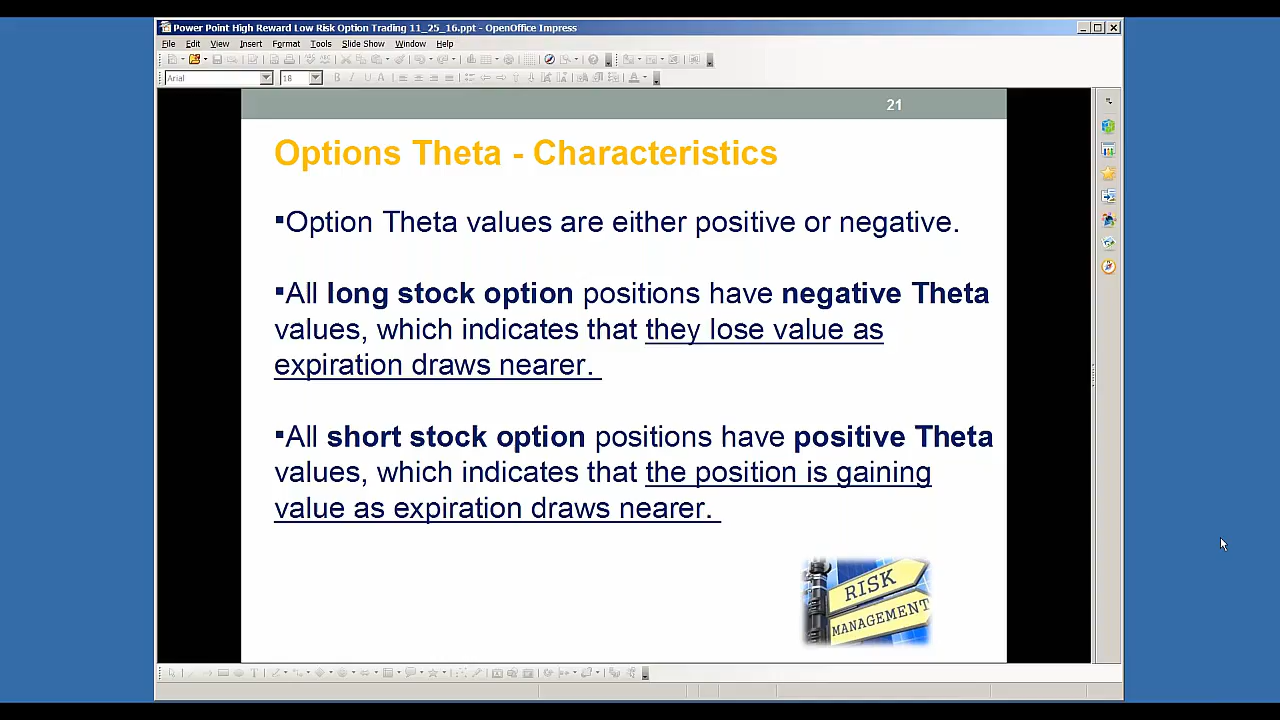 Power Point High Reward Low Risk Option Trading 11_25_16.ppt - OpenOffice Impress
File Edit View Insert Format Tools Slide Show Window Help
Arial 18
21
Options Theta - Characteristics
▪Option Theta values are either positive or negative.
▪All long stock option positions have negative Theta
values, which indicates that they lose value as
expiration draws nearer.
▪All short stock option positions have positive Theta
values, which indicates that the position is gaining
value as expiration draws nearer.
RISK
MANAGEMENT